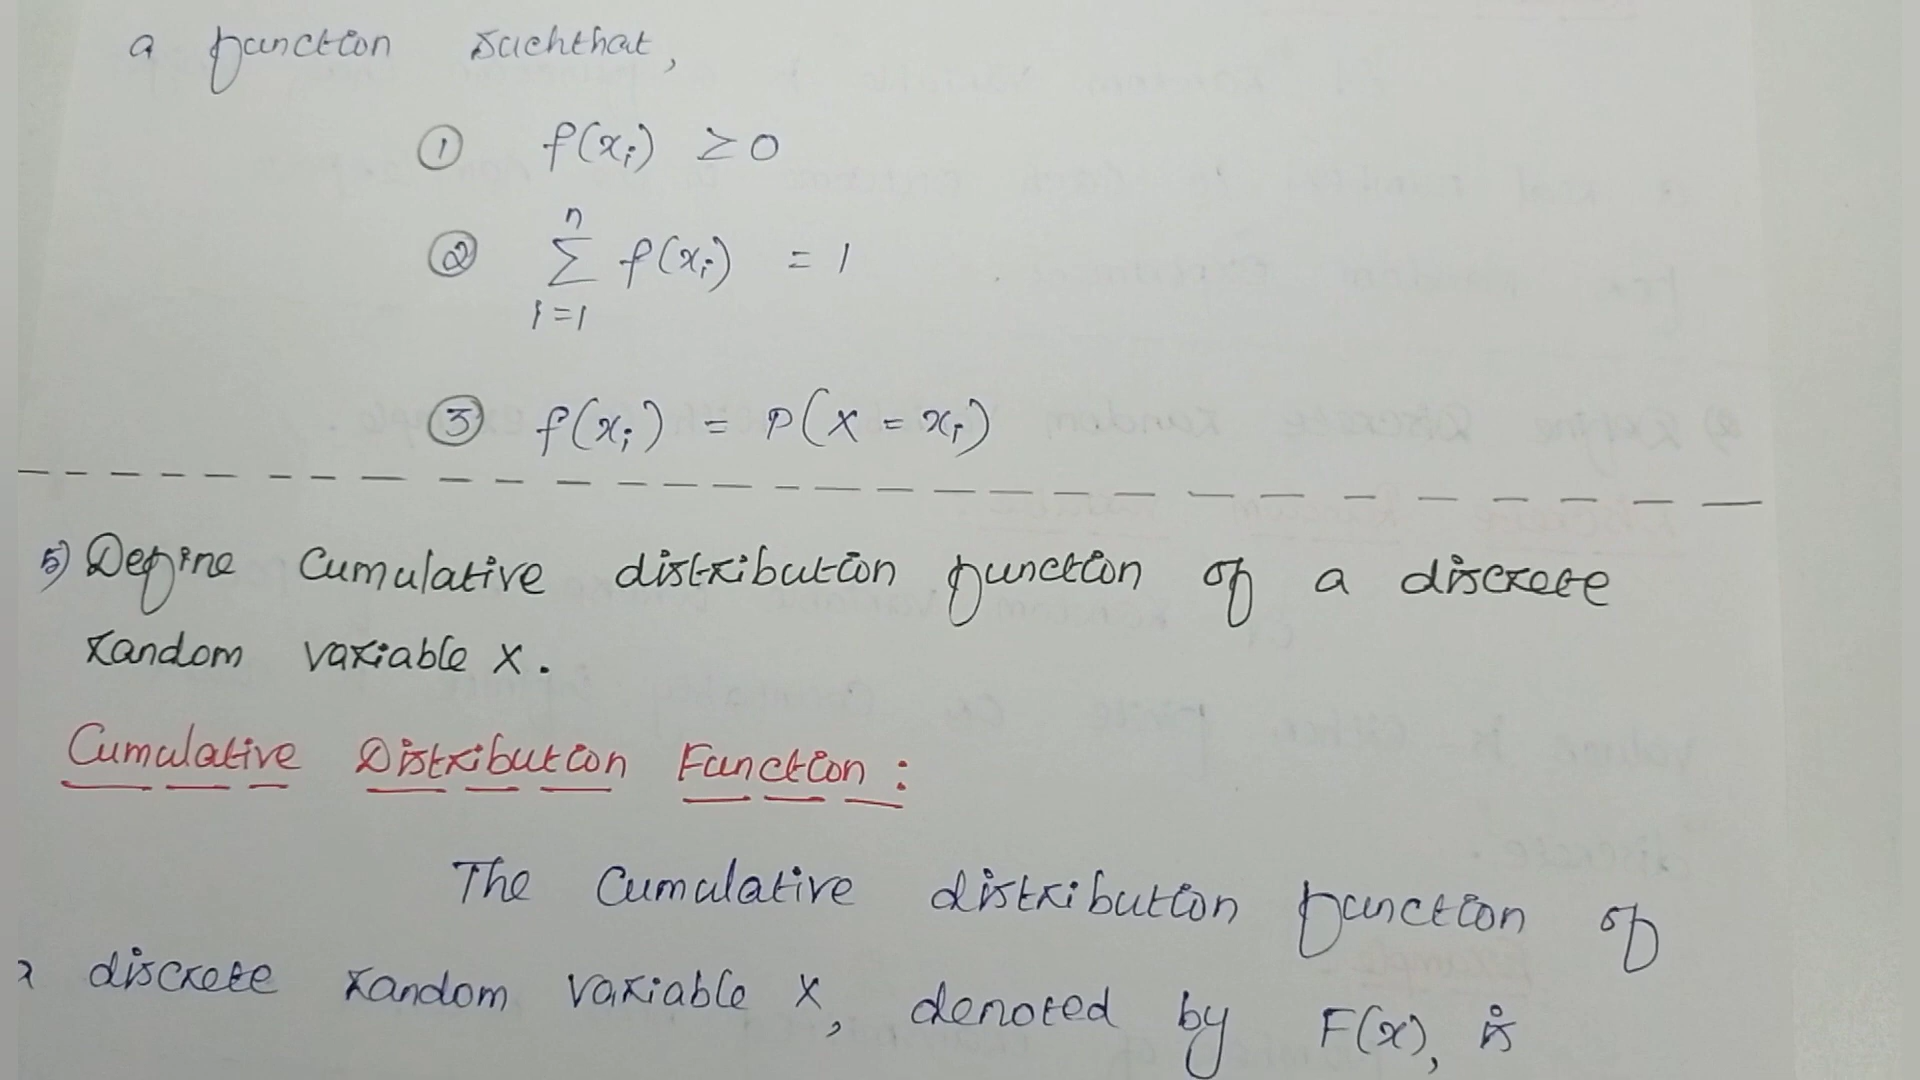 a function suchthat,
① f(xi) ≥ 0
② n
∑ f(xi) = 1
i=1
③ f(xi) = P(X = xi)
5) Define Cumulative distribution function of a discrete
random variable X.
Cumulative Distribution Function :
The Cumulative distribution function of
a discrete random variable X, denoted by F(x), is